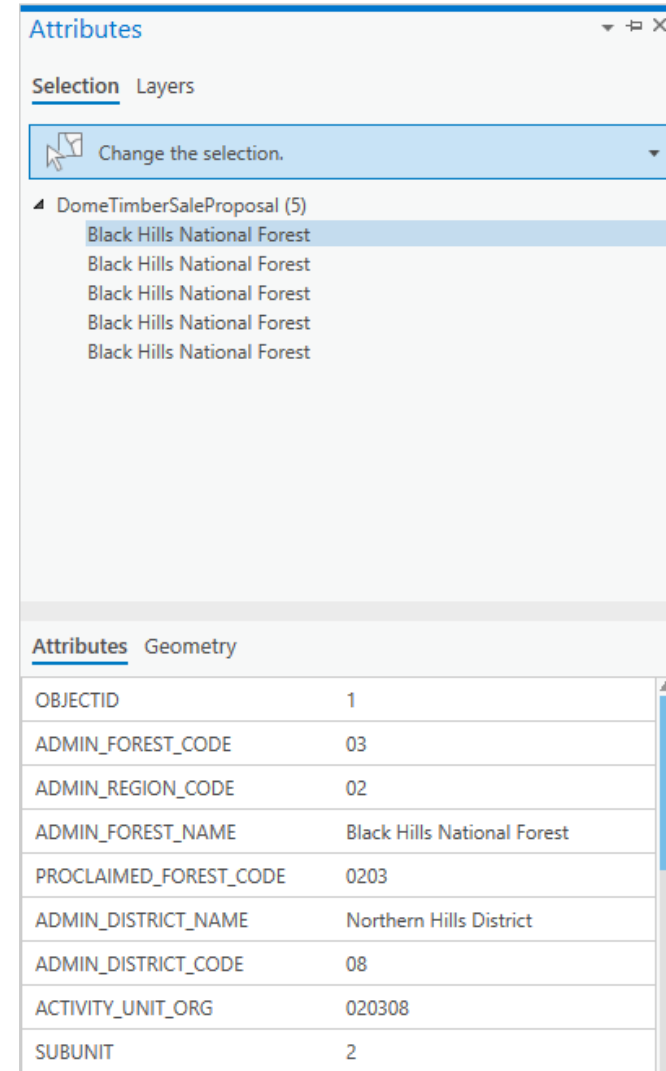 Attributes
Selection Layers
Change the selection.
DomeTimberSaleProposal (5)
Black Hills National Forest
Black Hills National Forest
Black Hills National Forest
Black Hills National Forest
Black Hills National Forest
Attributes Geometry
OBJECTID 1
ADMIN_FOREST_CODE 03
ADMIN_REGION_CODE 02
ADMIN_FOREST_NAME Black Hills National Forest
PROCLAIMED_FOREST_CODE 0203
ADMIN_DISTRICT_NAME Northern Hills District
ADMIN_DISTRICT_CODE 08
ACTIVITY_UNIT_ORG 020308
SUBUNIT 2